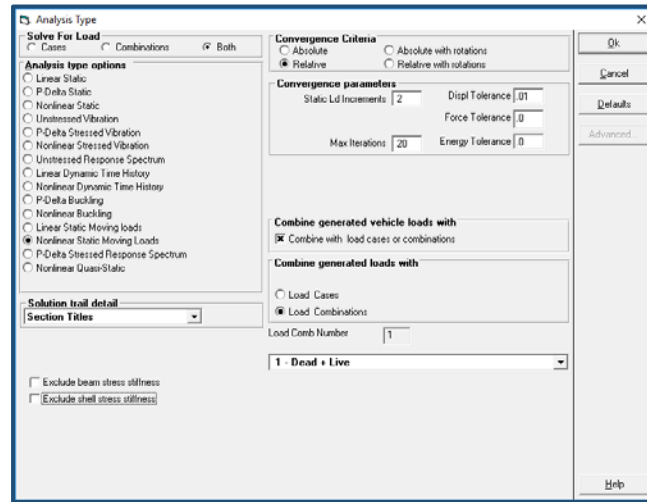 Analysis Type
Solve For Load
Cases
Combinations
Both
Analysis type options
Linear Static
P-Delta Static
Nonlinear Static
Unstressed Vibration
P-Delta Stressed Vibration
Nonlinear Stressed Vibration
Unstressed Response Spectrum
Linear Dynamic Time History
Nonlinear Dynamic Time History
P-Delta Buckling
Nonlinear Buckling
Linear Static Moving loads
Nonlinear Static Moving Loads
P-Delta Stressed Response Spectrum
Nonlinear Quasi-Static
Solution trail detail
Section Titles
Exclude beam stress stiffness
Exclude shell stress stiffness
Convergence Criteria
Absolute
Absolute with rotations
Relative
Relative with rotations
Convergence parameters
Static Ld Increments 2
Displ Tolerance .01
Force Tolerance .0
Max Iterations 20
Energy Tolerance .0
Combine generated vehicle loads with
Combine with load cases or combinations
Combine generated loads with
Load Cases
Load Combinations
Load Comb Number 1
1 - Dead + Live
Ok
Cancel
Defaults
Advanced...
Help